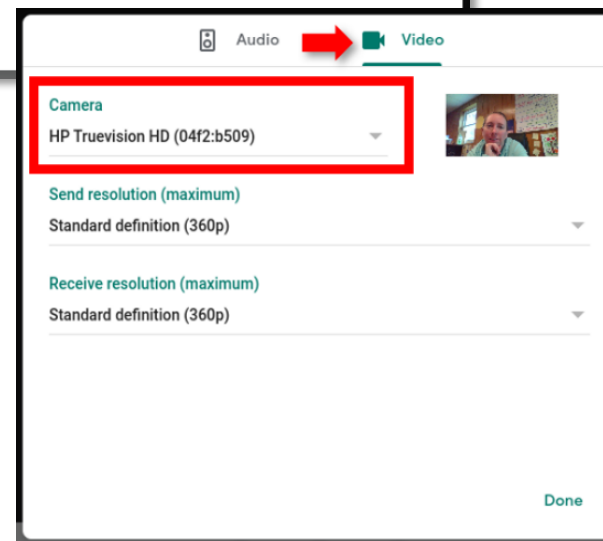 Audio Video
Camera
HP Truevision HD (04f2:b509)
Send resolution (maximum)
Standard definition (360p)
Receive resolution (maximum)
Standard definition (360p)
Done